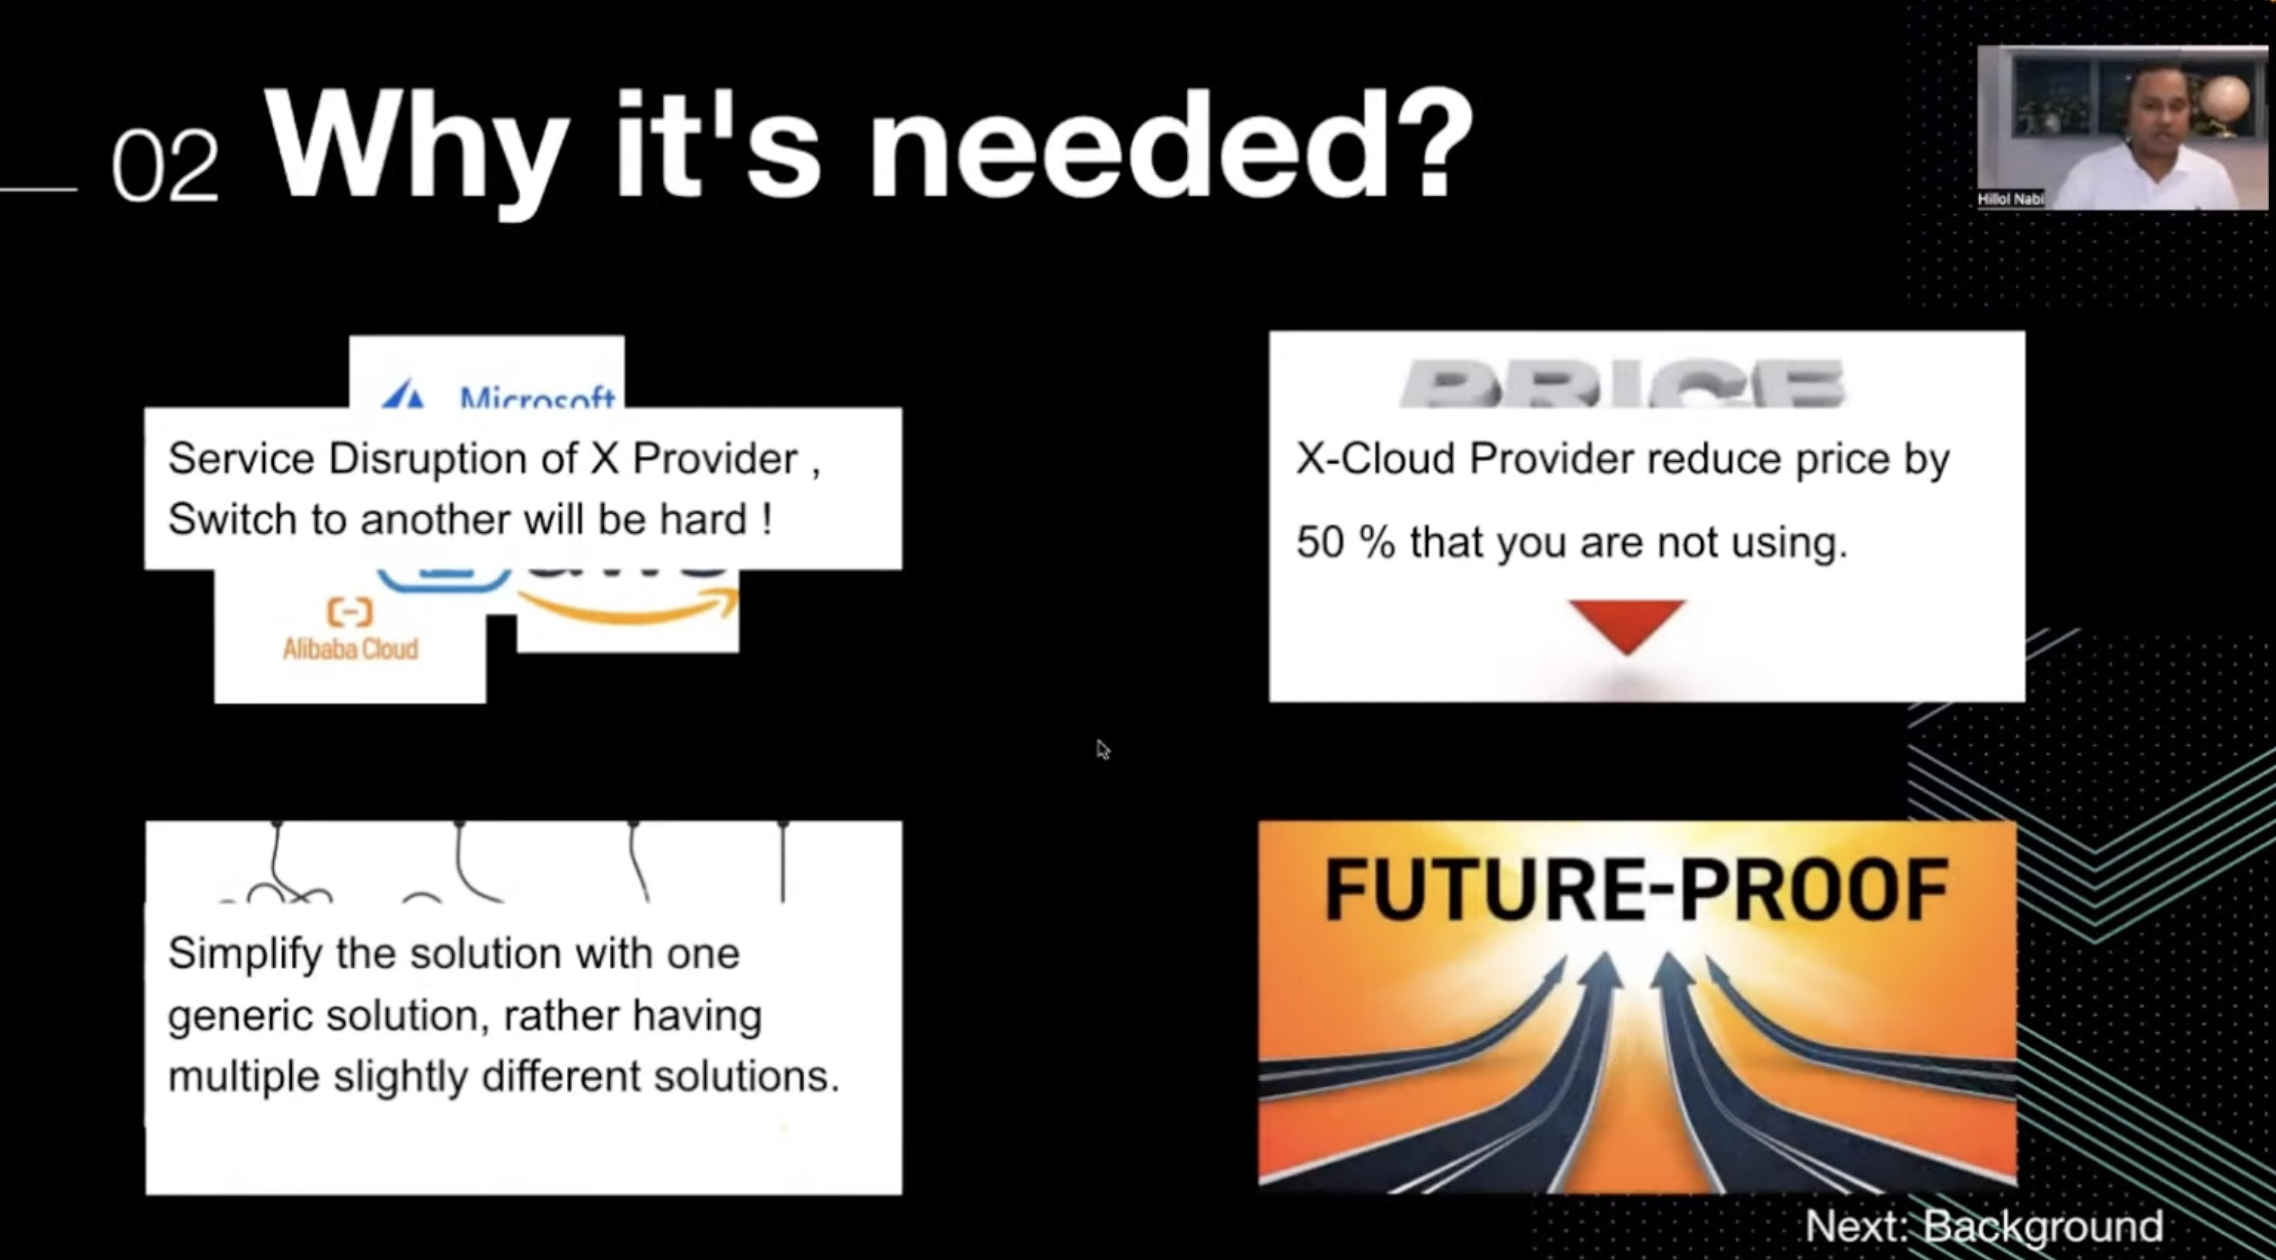 02 Why it's needed?
Hillol Nabi
Microsoft
Service Disruption of X Provider ,
Switch to another will be hard !
aws
Alibaba Cloud
PRICE
X-Cloud Provider reduce price by
50 % that you are not using.
Simplify the solution with one
generic solution, rather having
multiple slightly different solutions.
FUTURE-PROOF
Next: Background